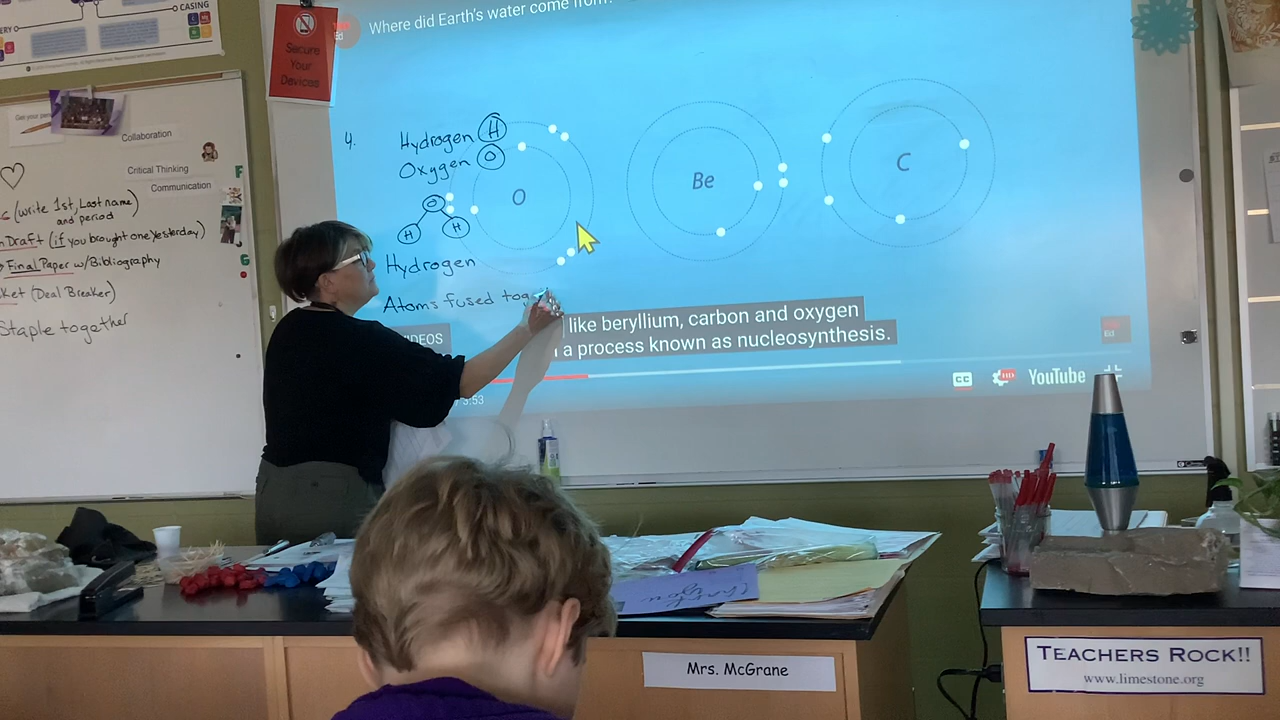 CASING
Secure
Your
Devices
Where did Earth's water come from?
Collaboration
Critical Thinking
Communication
(write 1st, Last name)
and period
Draft (if you brought one yesterday)
Final Paper w/Bibliography
(Deal Breaker)
Staple together
4. Hydrogen H
Oxygen O
O
H H
Hydrogen
Atoms fused tog
O
Be
C
like beryllium, carbon and oxygen
a process known as nucleosynthesis.
CC
HD
YouTube
Mrs. McGrane
TEACHERS ROCK!!
www.limestone.org